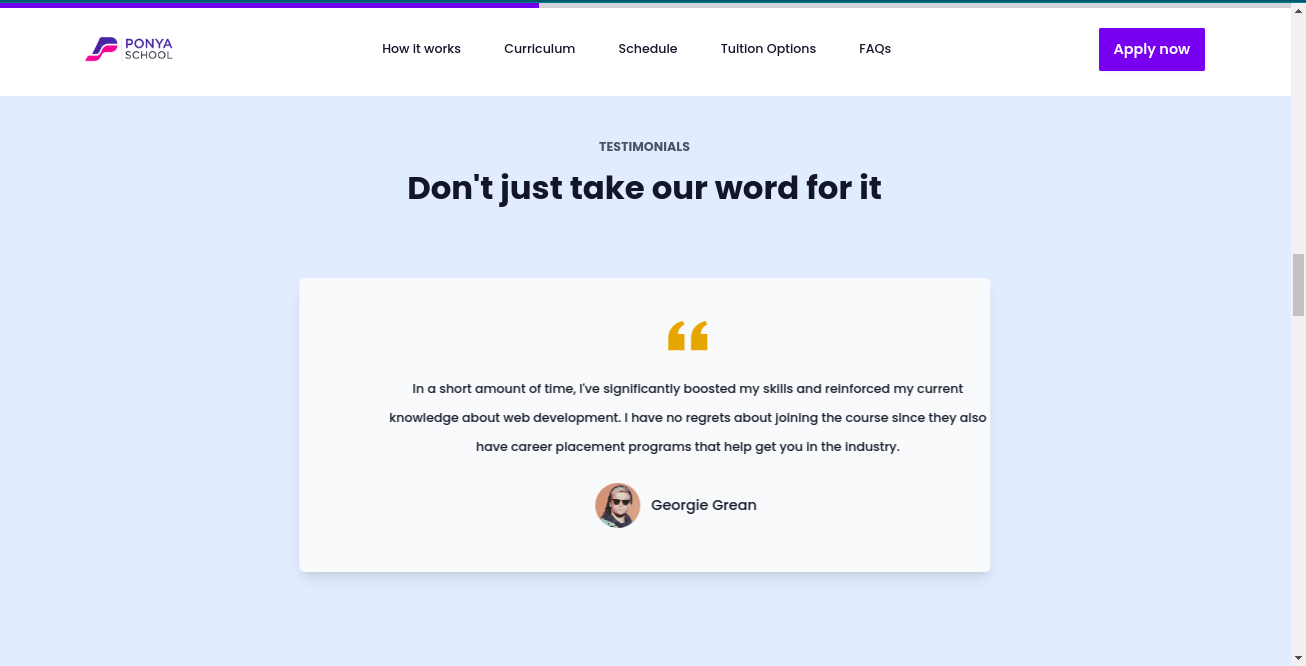 PONYA
SCHOOL
How it works
Curriculum
Schedule
Tuition Options
FAQs
Apply now
TESTIMONIALS
Don't just take our word for it
In a short amount of time, I've significantly boosted my skills and reinforced my current
knowledge about web development. I have no regrets about joining the course since they also
have career placement programs that help get you in the industry.
Georgie Grean